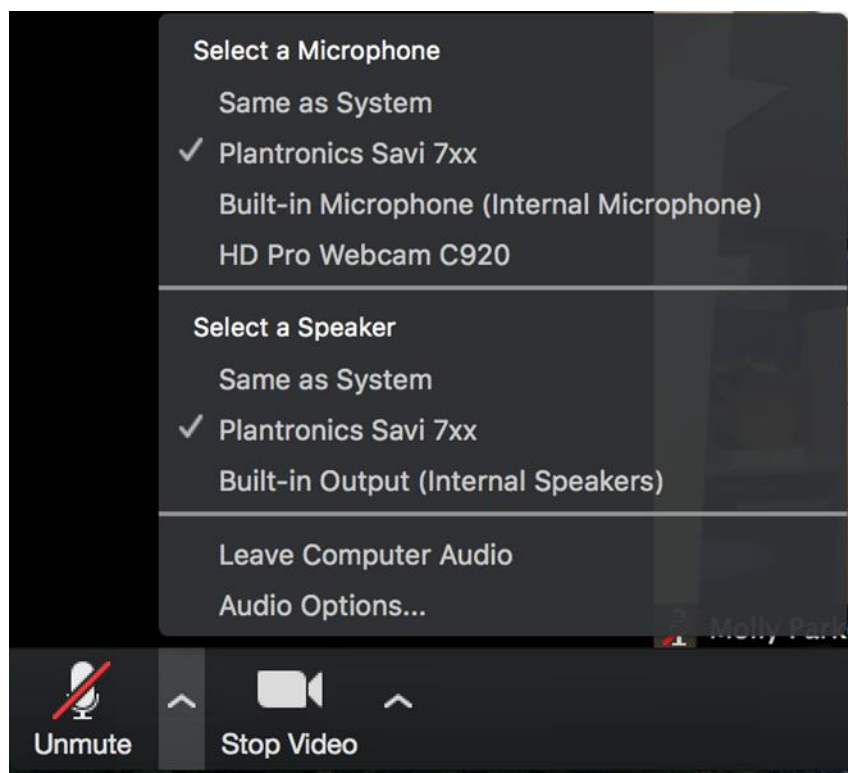 Select a Microphone
Same as System
Plantronics Savi 7xx
Built-in Microphone (Internal Microphone)
HD Pro Webcam C920
Select a Speaker
Same as System
Plantronics Savi 7xx
Built-in Output (Internal Speakers)
Leave Computer Audio
Audio Options...
Molly Park
Unmute
Stop Video